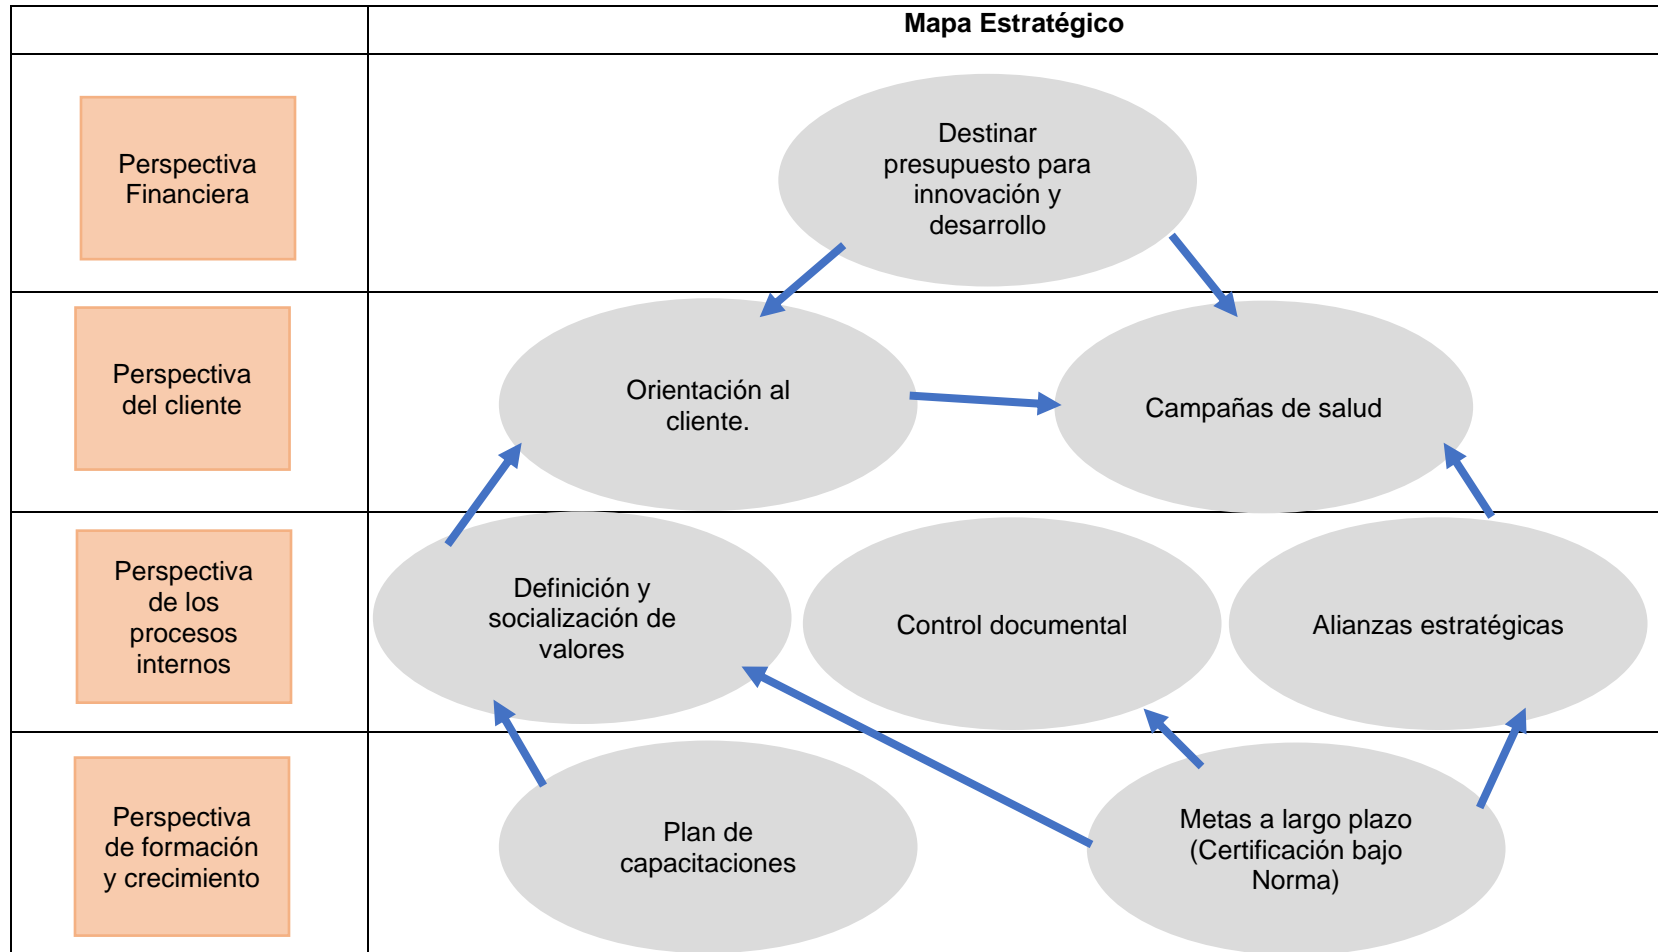 Mapa Estratégico
Perspectiva
Financiera
Destinar
presupuesto para
innovación y
desarrollo
Perspectiva
del cliente
Orientación al
cliente.
Campañas de salud
Perspectiva
de los
procesos
internos
Definición y
socialización de
valores
Control documental
Alianzas estratégicas
Perspectiva
de formación
y crecimiento
Plan de
capacitaciones
Metas a largo plazo
(Certificación bajo
Norma)